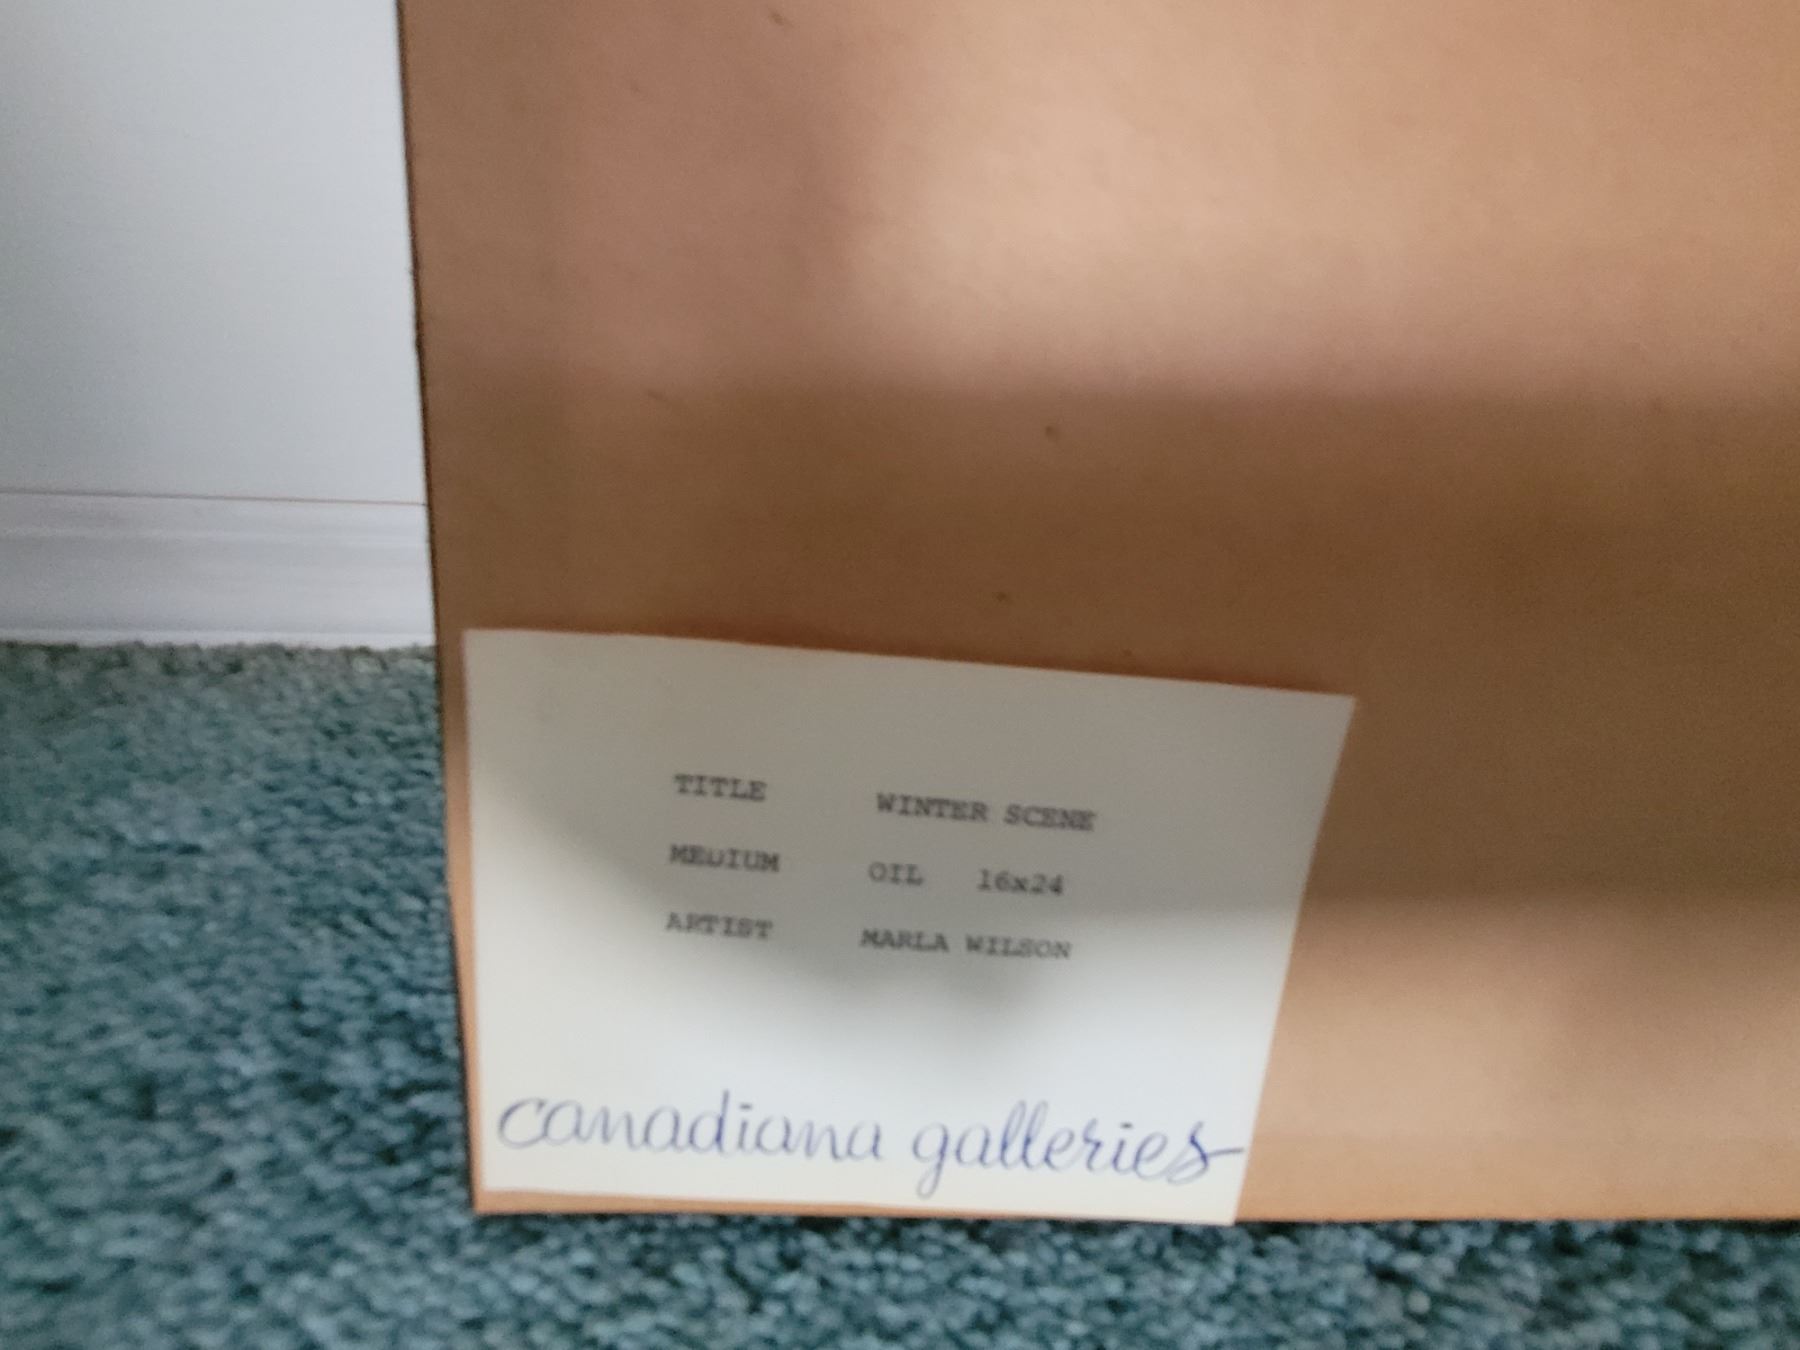 TITLE WINTER SCENE
MEDIUM OIL 16x24
ARTIST MARLA WILSON
canadiana galleries